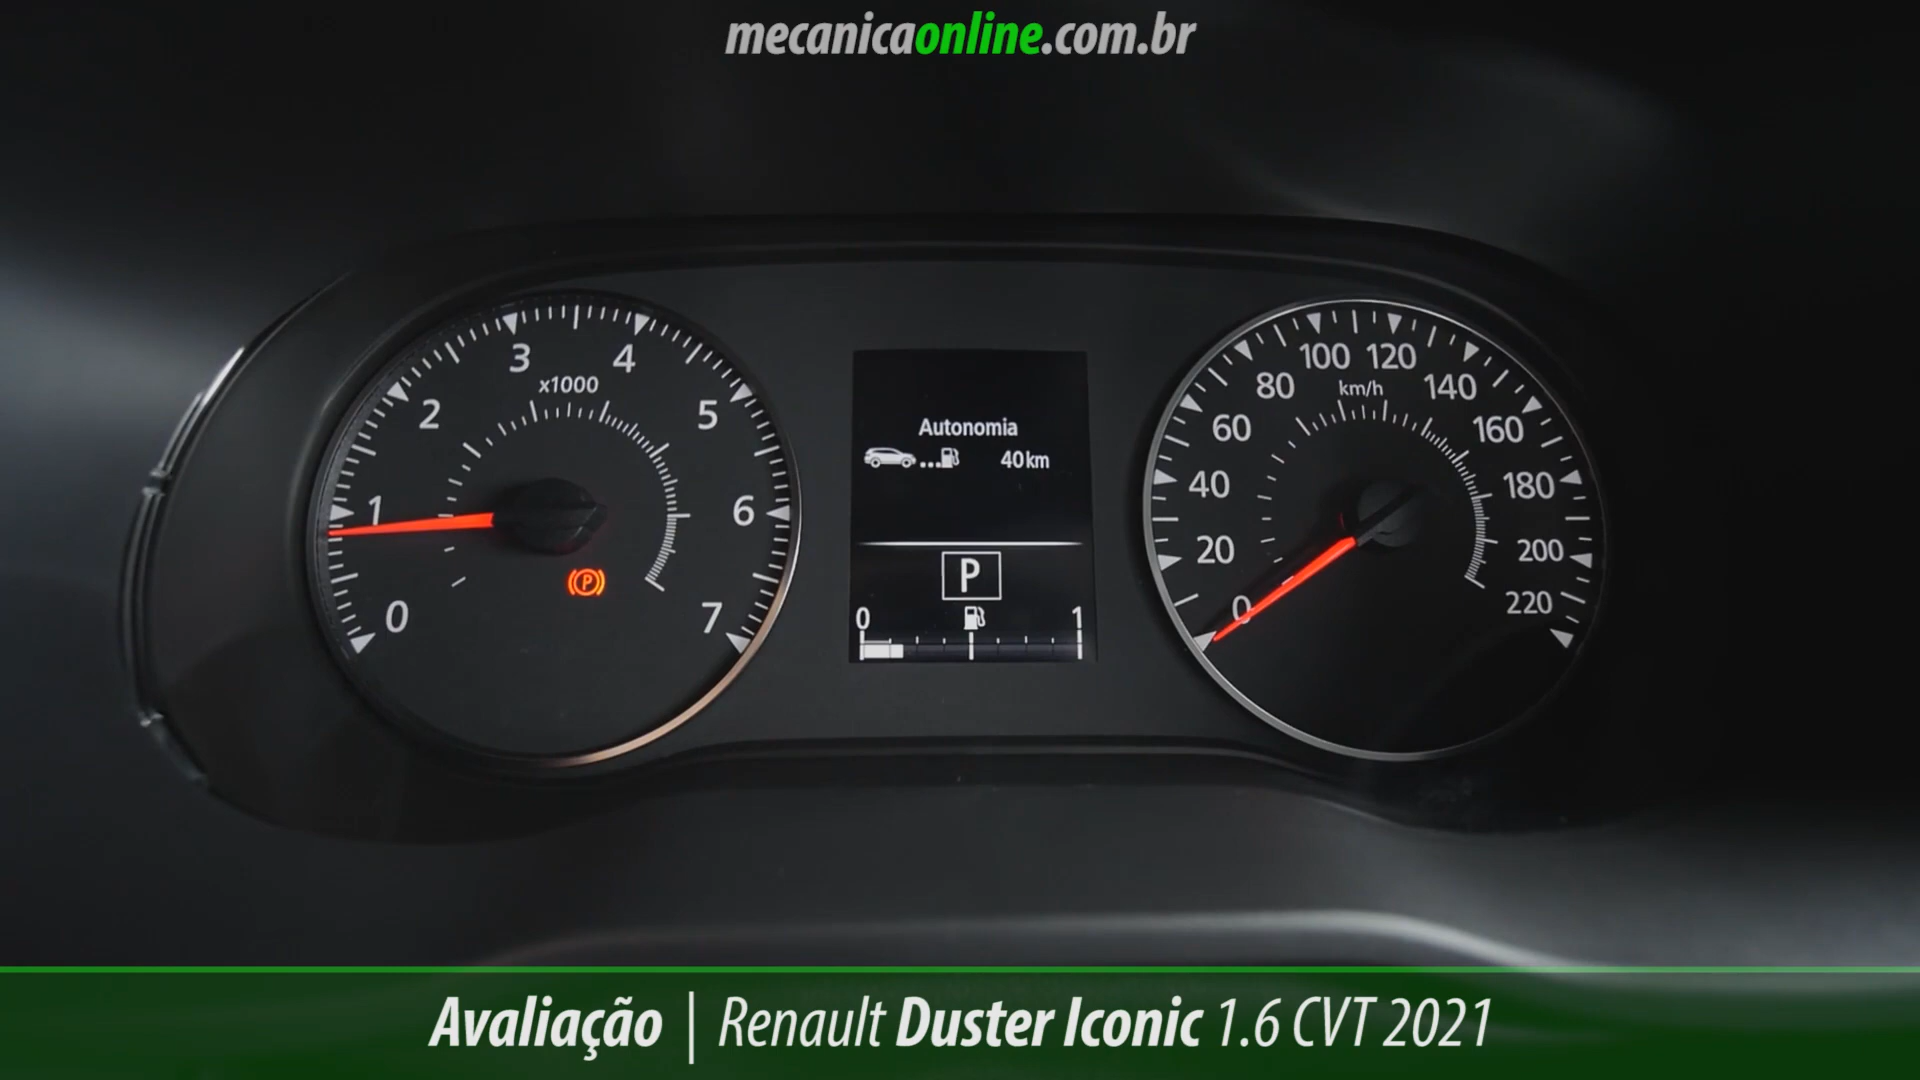 mecanicaonline.com.br
3 4
x1000
2 5
1 6
0 7
P
Autonomia
40km
P
0 1
100 120
km/h
80 140
60 160
40 180
20 200
0 220
Avaliação | Renault Duster Iconic 1.6 CVT 2021